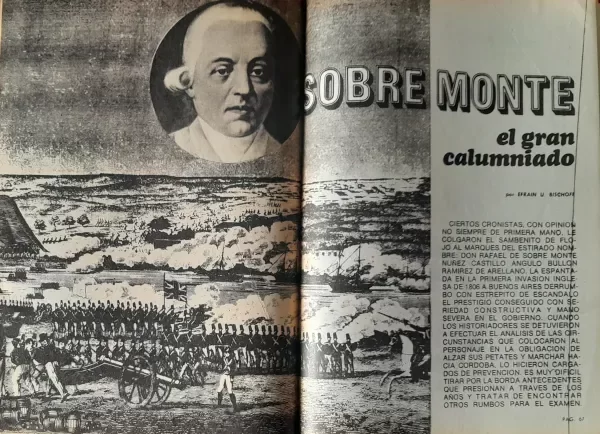 SOBRE MONTE
el gran
calumniado
por EFRAIN U. BISCHOFF
CIERTOS CRONISTAS, CON OPINION
NO SIEMPRE DE PRIMERA MANO, LE
COLGARON EL SAMBENITO DE FLO-
JO AL MARQUES DEL ESTIRADO NOM-
BRE: DON RAFAEL DE SOBRE MONTE
NUÑEZ CASTILLO ANGULO BULLON
RAMIREZ DE ARELLANO. LA ESPANTA-
DA EN LA PRIMERA INVASION INGLE-
SA DE 1806 A BUENOS AIRES DERRUM-
BO CON ESTREPITO DE ESCANDALO
EL PRESTIGIO CONSEGUIDO CON SE-
RIEDAD CONSTRUCTIVA Y MANO
SEVERA EN EL GOBIERNO. CUANDO
LOS HISTORIADORES SE DETUVIERON
A EFECTUAR EL ANALISIS DE LAS CIR-
CUNSTANCIAS QUE COLOCARON AL
PERSONAJE EN LA OBLIGACION DE
ALZAR SUS PETATES Y MARCHAR HA-
CIA CORDOBA, LO HICIERON CARGA-
DOS DE PREVENCION. ES MUY DIFICIL
TIRAR POR LA BORDA ANTECEDENTES
QUE PRESIONAN A TRAVES DE LOS
AÑOS Y TRATAR DE ENCONTRAR
OTROS RUMBOS PARA EL EXAMEN.
PAG. 57